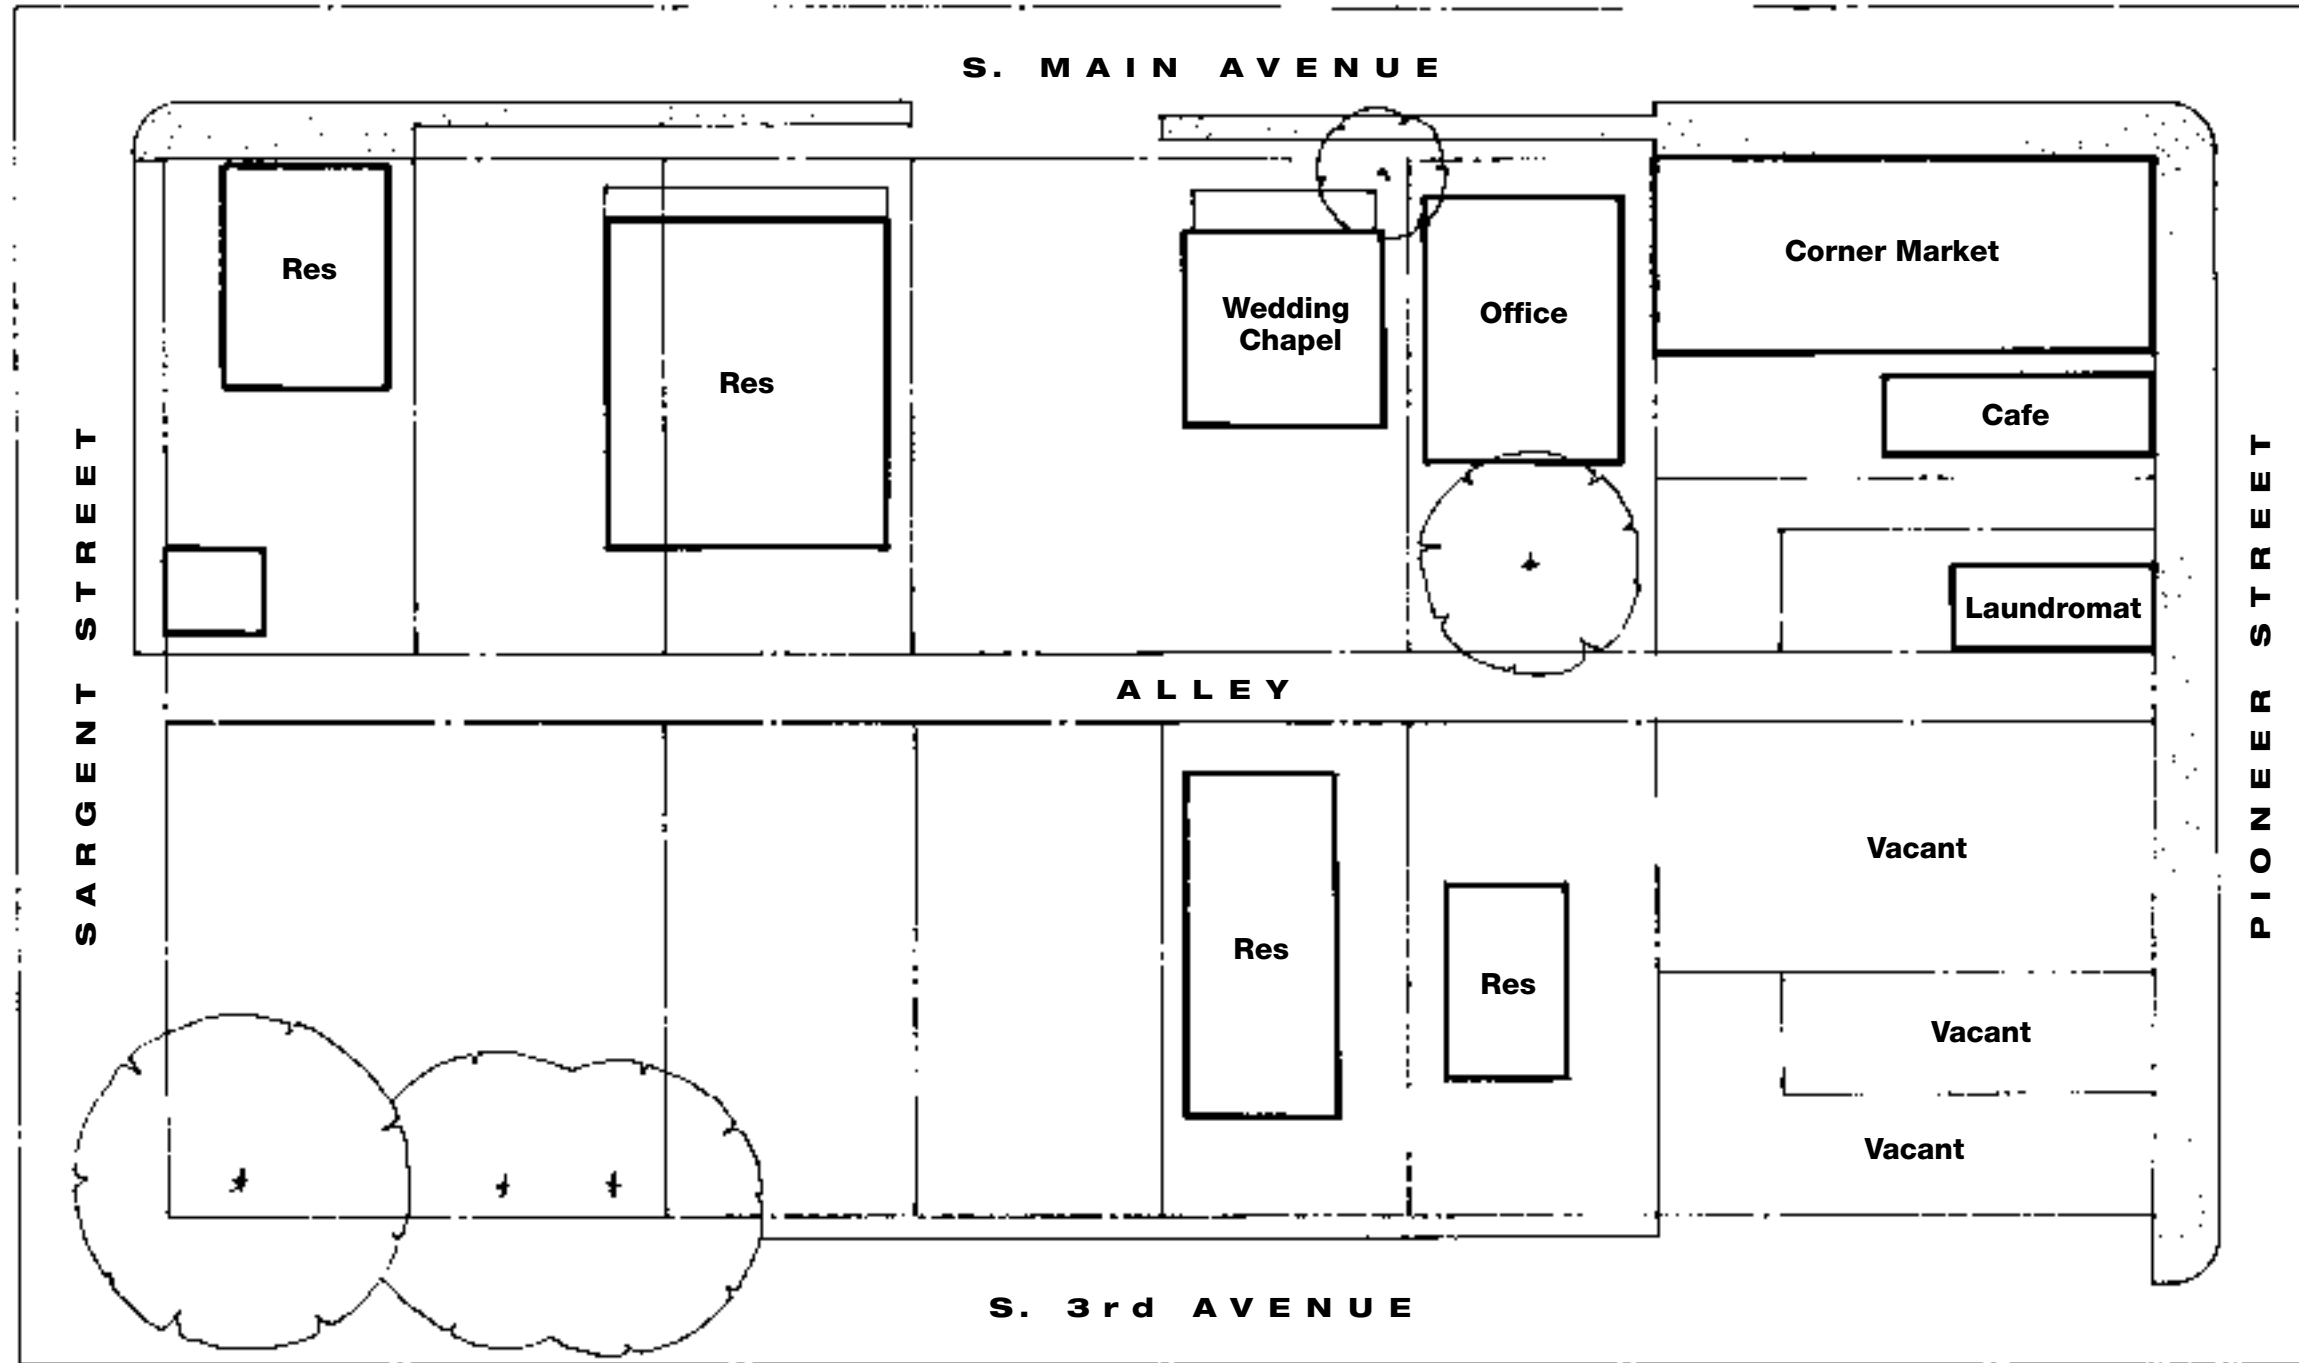 S. MAIN AVENUE
Res
Res
Wedding
Chapel
Office
Corner Market
Cafe
Laundromat
SARGENT STREET
PIONEER STREET
ALLEY
Res
Res
Vacant
Vacant
Vacant
S. 3rd AVENUE